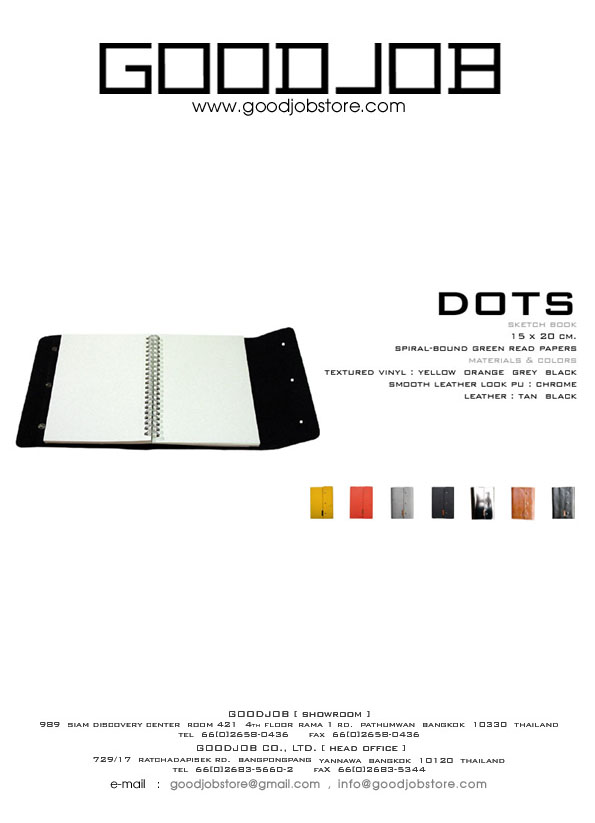 GOODJOB
www.goodjobstore.com
DOTS
SKETCH BOOK
15 X 20 CM.
SPIRAL-BOUND GREEN READ PAPERS
MATERIALS & COLORS
TEXTURED VINYL : YELLOW ORANGE GREY BLACK
SMOOTH LEATHER LOOK PU : CHROME
LEATHER : TAN BLACK
GOODJOB [ SHOWROOM ]
989 SIAM DISCOVERY CENTER ROOM 421 4TH FLOOR RAMA 1 RD. PATHUMWAN BANGKOK 10330 THAILAND
TEL 66(0)2658-0436 FAX 66(0)2658-0436
GOODJOB CO., LTD. [ HEAD OFFICE ]
729/17 RATCHADAPISEK RD. BANGPONGPANG YANNAWA BANGKOK 10120 THAILAND
TEL 66(0)2683-5660-2 FAX 66(0)2683-5344
e-mail : goodjobstore@gmail.com , info@goodjobstore.com